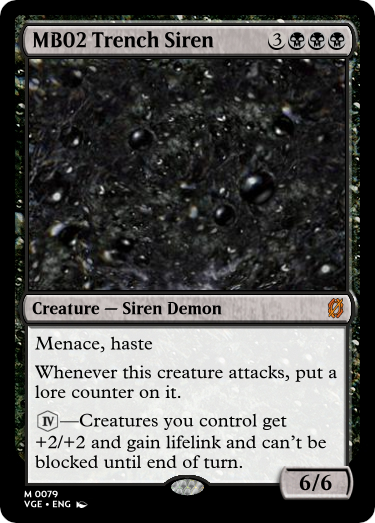 MB02 Trench Siren 3
Creature — Siren Demon
Menace, haste
Whenever this creature attacks, put a
lore counter on it.
IV—Creatures you control get
+2/+2 and gain lifelink and can't be
blocked until end of turn.
6/6
M 0079
VGE • ENG